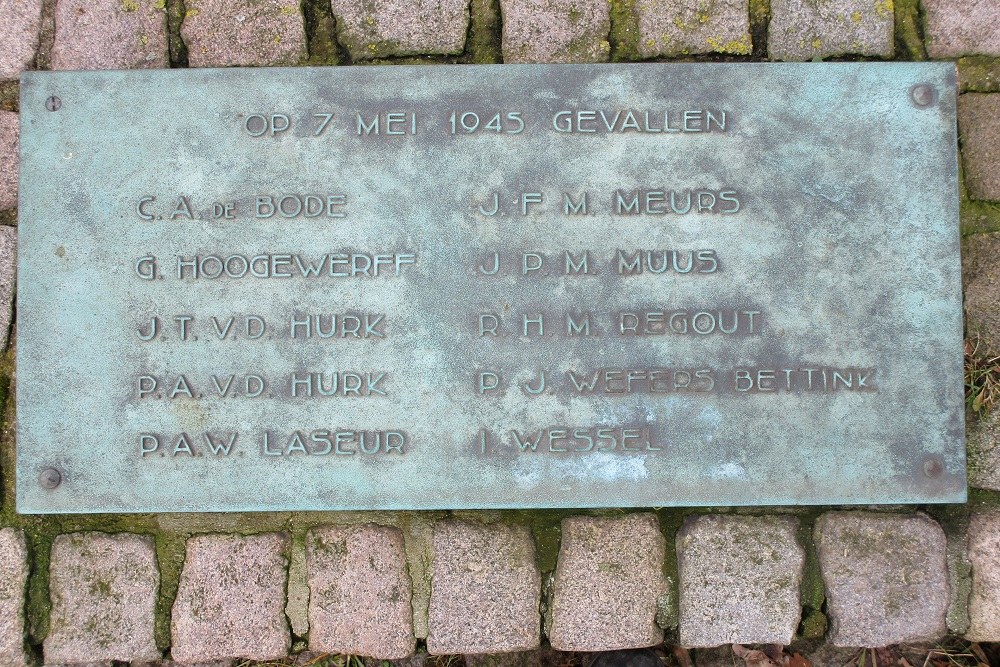 OP 7 MEI 1945 GEVALLEN
C. A. DE BODE
G. HOOGEWERFF
J. T. V. D. HURK
P. A. V. D. HURK
P. A. W. LASEUR
J. F. M. MEURS
J. P. M. MUUS
R. H. M. REGOUT
P. J. WEFERS BETTINK
I. WESSEL